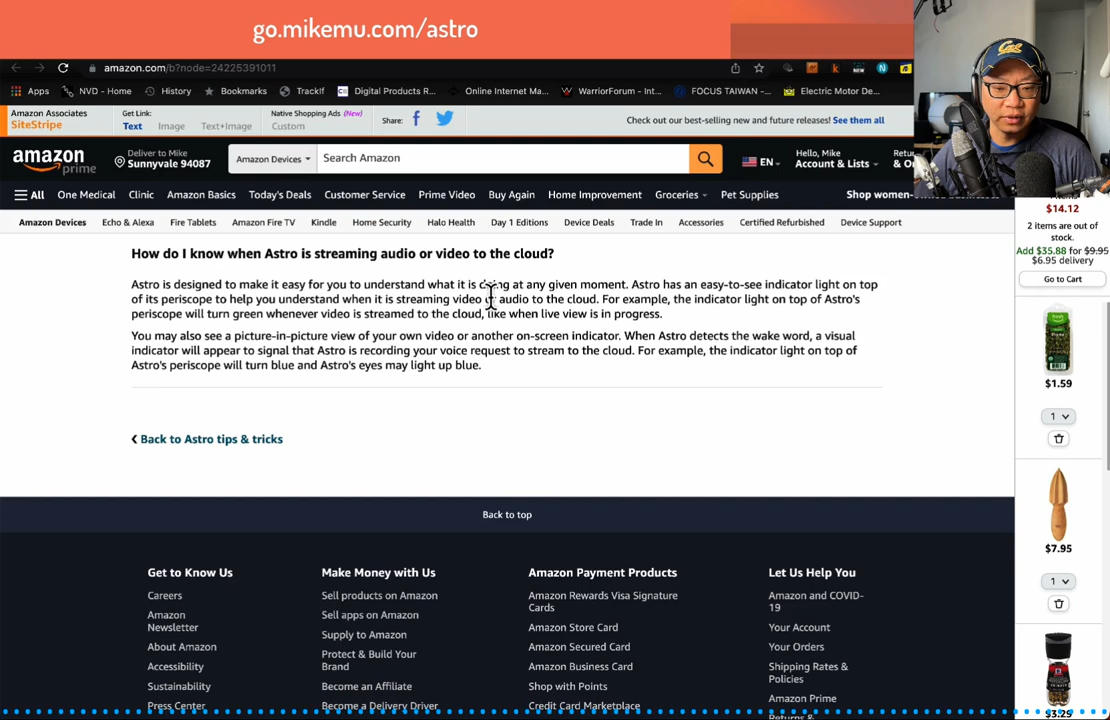 go.mikemu.com/astro
amazon.com/b?node=24225391011
Apps
NVD - Home
History
Bookmarks
TrackIf
Digital Products R...
Online Internet Ma...
WarriorForum - Int...
FOCUS TAIWAN -...
Electric Motor De...
Amazon Associates
SiteStripe
Get Link:
Text
Image
Text+Image
Native Shopping Ads (New)
Custom
Share:
Check out our best-selling new and future releases! See them all
amazon
prime
Deliver to Mike
Sunnyvale 94087
Amazon Devices
Search Amazon
EN
Hello, Mike
Account & Lists
Retu
& O
All
One Medical
Clinic
Amazon Basics
Today's Deals
Customer Service
Prime Video
Buy Again
Home Improvement
Groceries
Pet Supplies
Shop women-
Amazon Devices
Echo & Alexa
Fire Tablets
Amazon Fire TV
Kindle
Home Security
Halo Health
Day 1 Editions
Device Deals
Trade In
Accessories
Certified Refurbished
Device Support
How do I know when Astro is streaming audio or video to the cloud?
Astro is designed to make it easy for you to understand what it is doing at any given moment. Astro has an easy-to-see indicator light on top
of its periscope to help you understand when it is streaming video or audio to the cloud. For example, the indicator light on top of Astro's
periscope will turn green whenever video is streamed to the cloud, like when live view is in progress.
You may also see a picture-in-picture view of your own video or another on-screen indicator. When Astro detects the wake word, a visual
indicator will appear to signal that Astro is recording your voice request to stream to the cloud. For example, the indicator light on top of
Astro's periscope will turn blue and Astro's eyes may light up blue.
Back to Astro tips & tricks
Back to top
Get to Know Us
Careers
Amazon
Newsletter
About Amazon
Accessibility
Sustainability
Press Center
Make Money with Us
Sell products on Amazon
Sell apps on Amazon
Supply to Amazon
Protect & Build Your
Brand
Become an Affiliate
Become a Delivery Driver
Amazon Payment Products
Amazon Rewards Visa Signature
Cards
Amazon Store Card
Amazon Secured Card
Amazon Business Card
Shop with Points
Credit Card Marketplace
Let Us Help You
Amazon and COVID-
19
Your Account
Your Orders
Shipping Rates &
Policies
Amazon Prime
Returns &
Cal
$14.12
2 items are out of
stock.
Add $35.88 for $9.95
$6.95 delivery
Go to Cart
$1.59
1
$7.95
1
$3.25